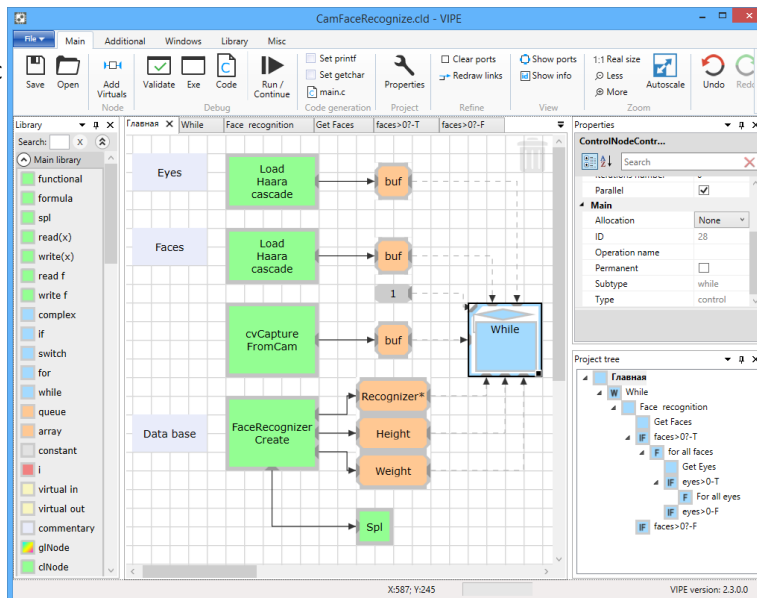 CamFaceRecognize.cld - VIPE
File Main Additional Windows Library Misc
Save Open Add Virtuals Validate Exe Code Run / Continue
Set printf
Set getchar
main.c
Properties
Clear ports
Redraw links
Show ports
Show info
1:1 Real size
Less
More
Autoscale
Undo
Node Debug Code generation Project Refine View Zoom
Library
Search: X
Main library
functional
formula
spl
read(x)
write(x)
read f
write f
complex
if
switch
for
while
queue
array
constant
i
virtual in
virtual out
commentary
glNode
clNode
Главная X While Face recognition Get Faces faces>0?-T faces>0?-F
Eyes
Load
Haara
cascade
buf
Faces
Load
Haara
cascade
buf
1
cvCapture
FromCam
buf
While
Data base
FaceRecognizer
Create
Recognizer*
Height
Weight
Spl
Properties
ControlNodeContr...
Search
Parallel
Main
Allocation None
ID 28
Operation name
Permanent
Subtype while
Type control
Project tree
Главная
W While
Face recognition
Get Faces
IF faces>0?-T
F for all faces
Get Eyes
IF eyes>0-T
F For all eyes
IF eyes>0-F
IF faces>0?-F
X:587; Y:245
VIPE version: 2.3.0.0